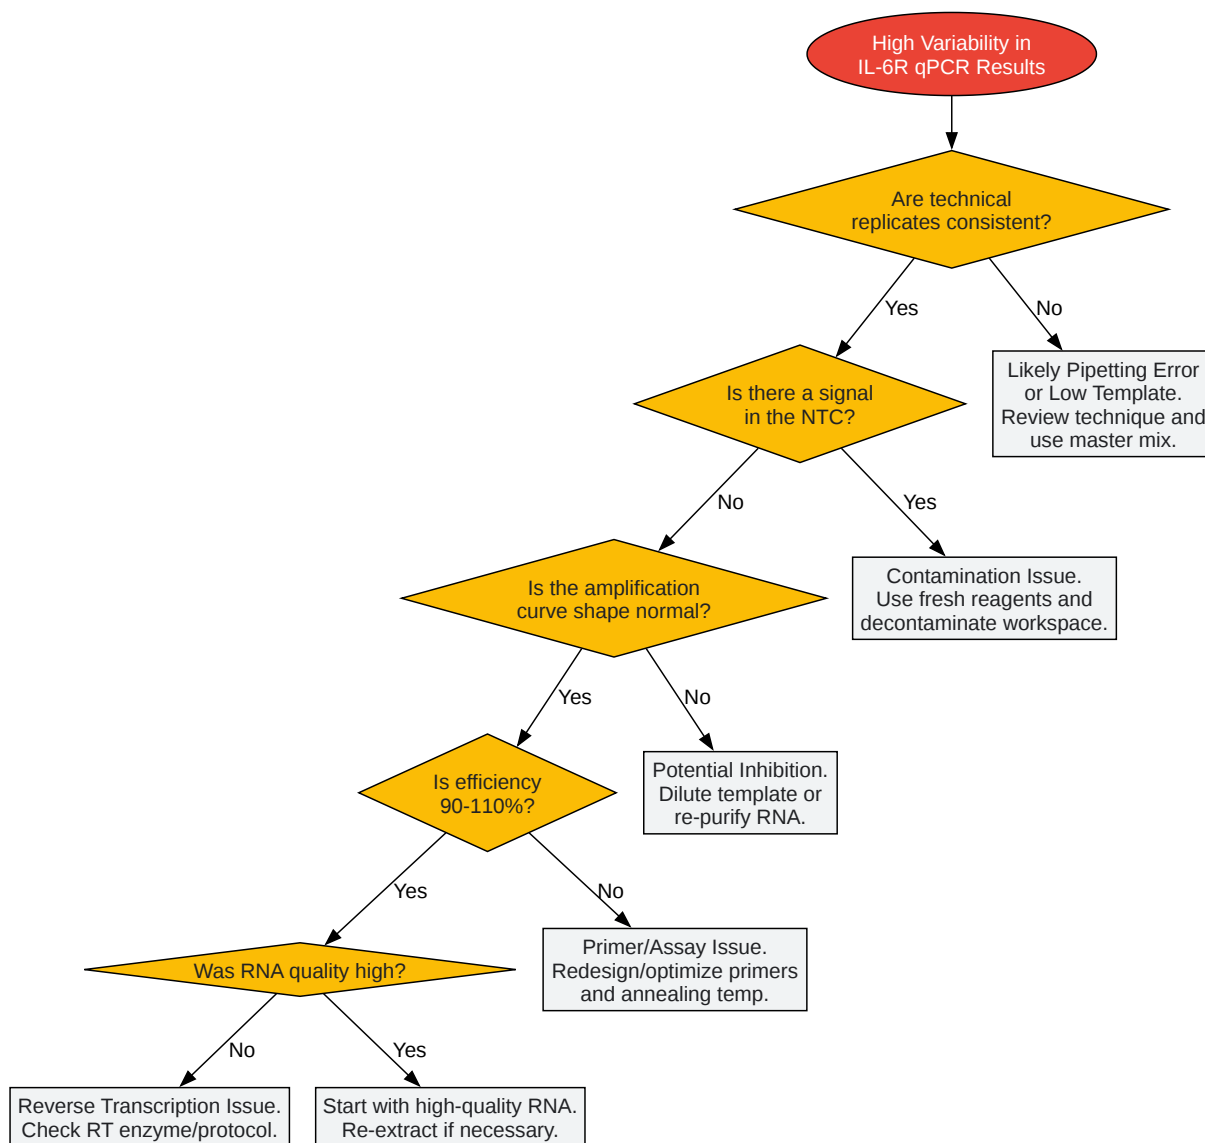 High Variability in
IL-6R qPCR Results
Are technical
replicates consistent?
Yes
No
Is there a signal
in the NTC?
Likely Pipetting Error
or Low Template.
Review technique and
use master mix.
No
Yes
Is the amplification
curve shape normal?
Contamination Issue.
Use fresh reagents and
decontaminate workspace.
Yes
No
Is efficiency
90-110%?
Potential Inhibition.
Dilute template or
re-purify RNA.
Yes
No
Was RNA quality high?
Primer/Assay Issue.
Redesign/optimize primers
and annealing temp.
No
Yes
Reverse Transcription Issue.
Check RT enzyme/protocol.
Start with high-quality RNA.
Re-extract if necessary.